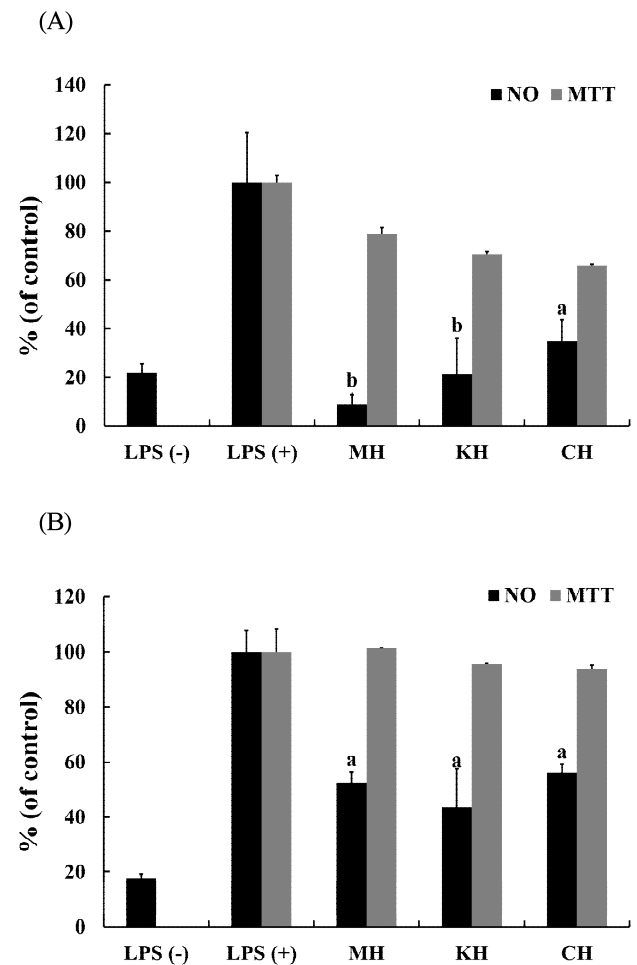 (A)
140
NO MTT
120
100
80
60
40
20
0
% (of control)
b
b
a
LPS (-) LPS (+) MH KH CH
(B)
120
NO MTT
100
80
60
40
20
0
% (of control)
a
a
a
LPS (-) LPS (+) MH KH CH